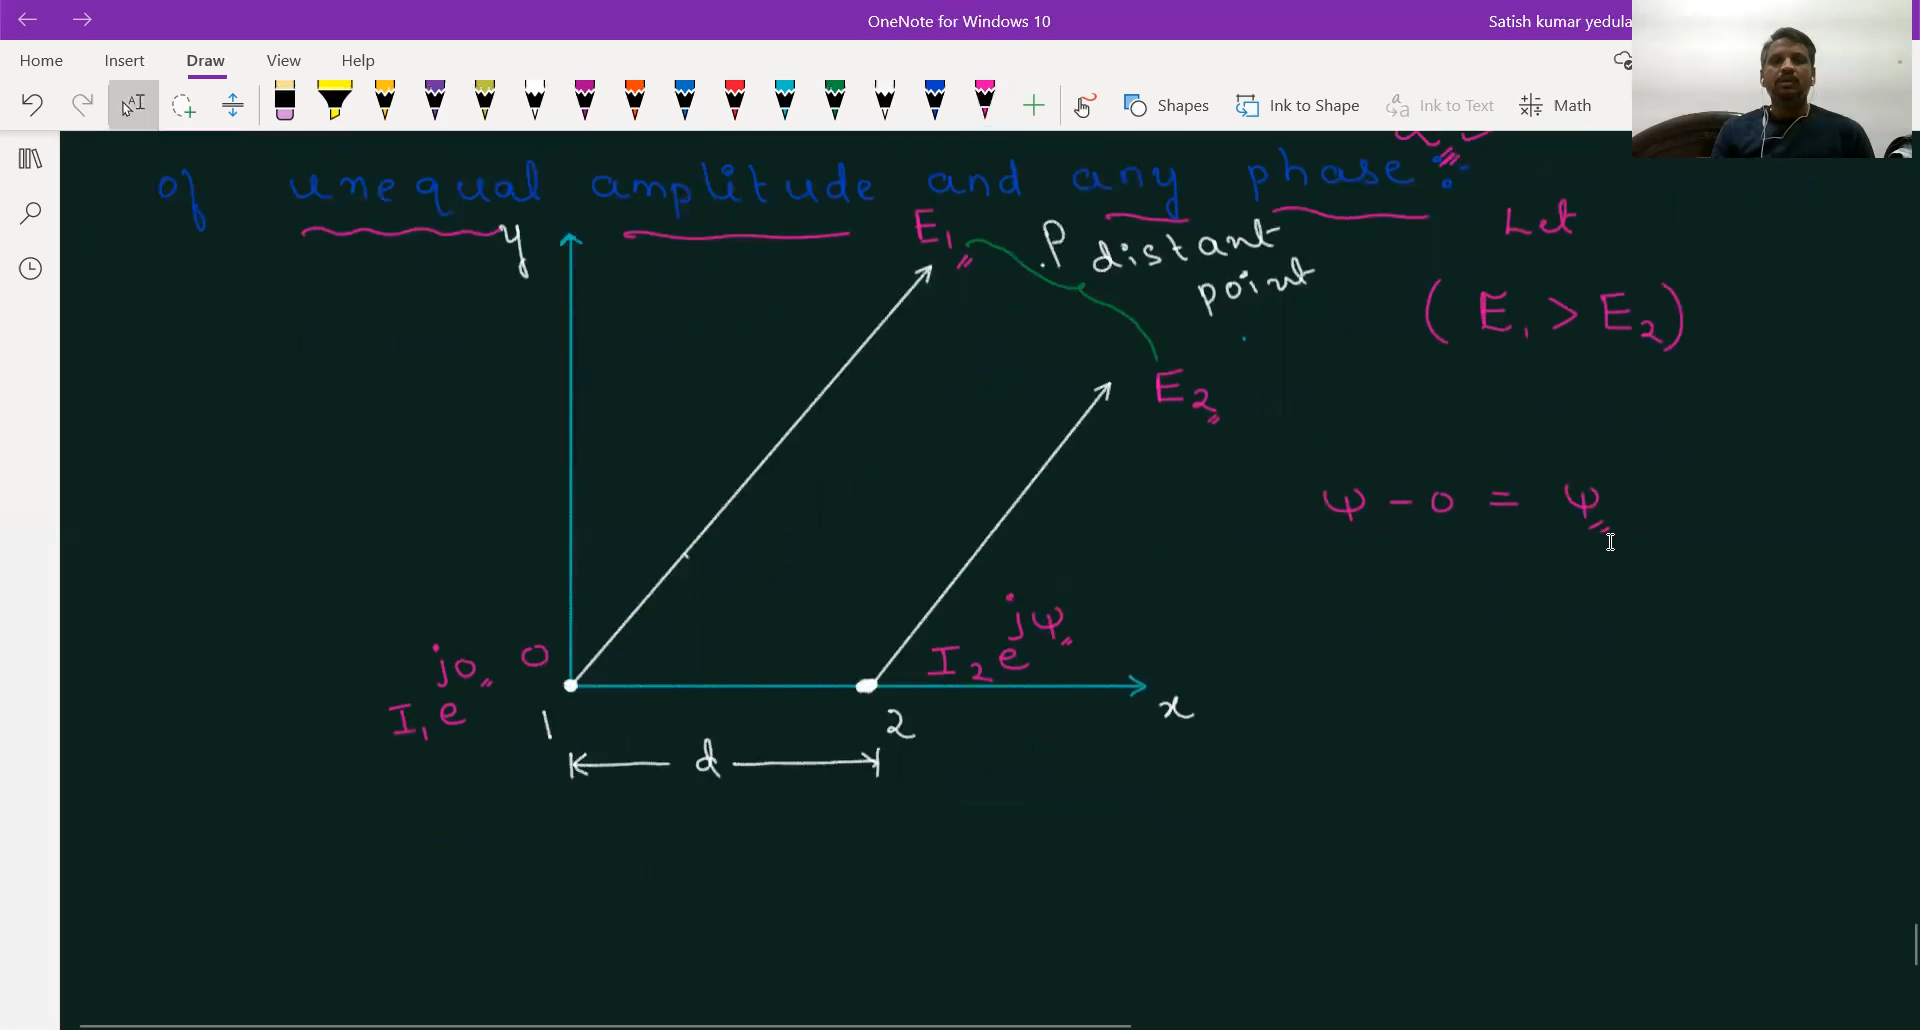 OneNote for Windows 10
Satish kumar yedula
Home Insert Draw View Help
Shapes Ink to Shape Ink to Text Math
of unequal amplitude and any phase :-
y
E₁
.P distant
point
Let
( E₁ > E₂ )
E₂
ψ - 0 = ψ
I₁ e^j0
0
I₂ e^jψ
1
2
x
d